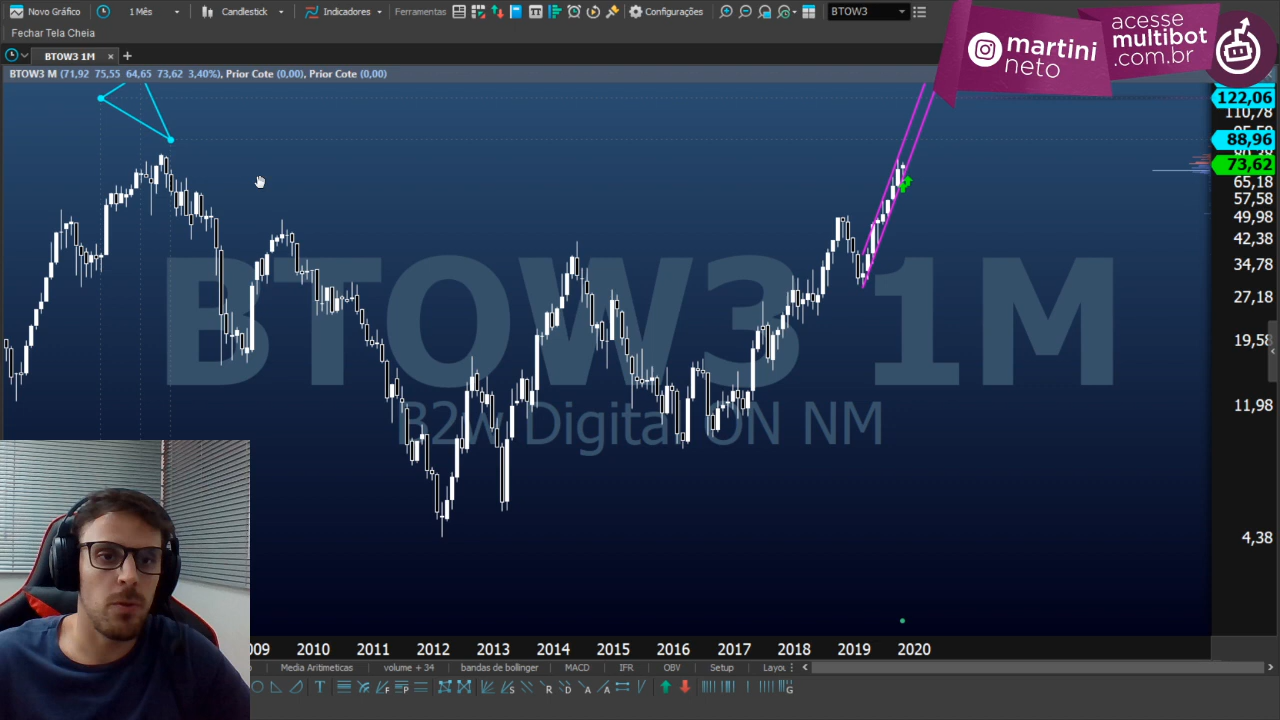 Novo Gráfico
1 Mês
Candlestick
Indicadores
Ferramentas
Configurações
BTOW3
Fechar Tela Cheia
BTOW3 1M
BTOW3 M (71,92 75,55 64,65 73,62 3,40%), Prior Cote (0,00), Prior Cote (0,00)
martini
neto
acesse
multibot
.com.br
122,06
110,78
88,96
73,62
65,18
57,58
49,98
42,38
34,78
27,18
19,58
11,98
4,38
BTOW3 1M
B2w Digital ON NM
2010
2011
2012
2013
2014
2015
2016
2017
2018
2019
2020
Media Aritmeticas
volume + 34
bandas de bollinger
MACD
IFR
OBV
Setup